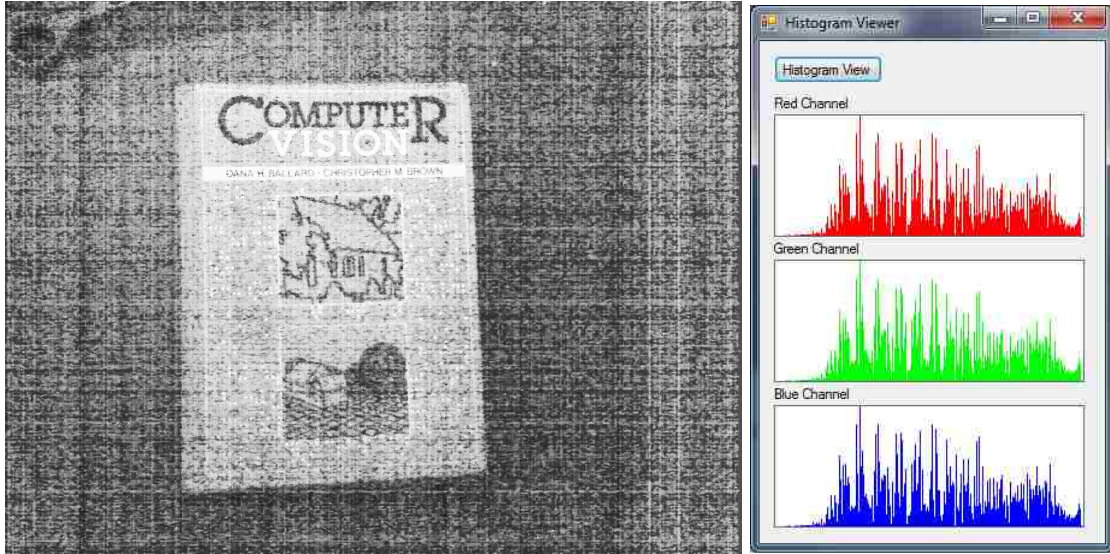 COMPUTER
VISION
DANA H. BALLARD · CHRISTOPHER M. BROWN
Histogram Viewer
Histogram View
Red Channel
Green Channel
Blue Channel